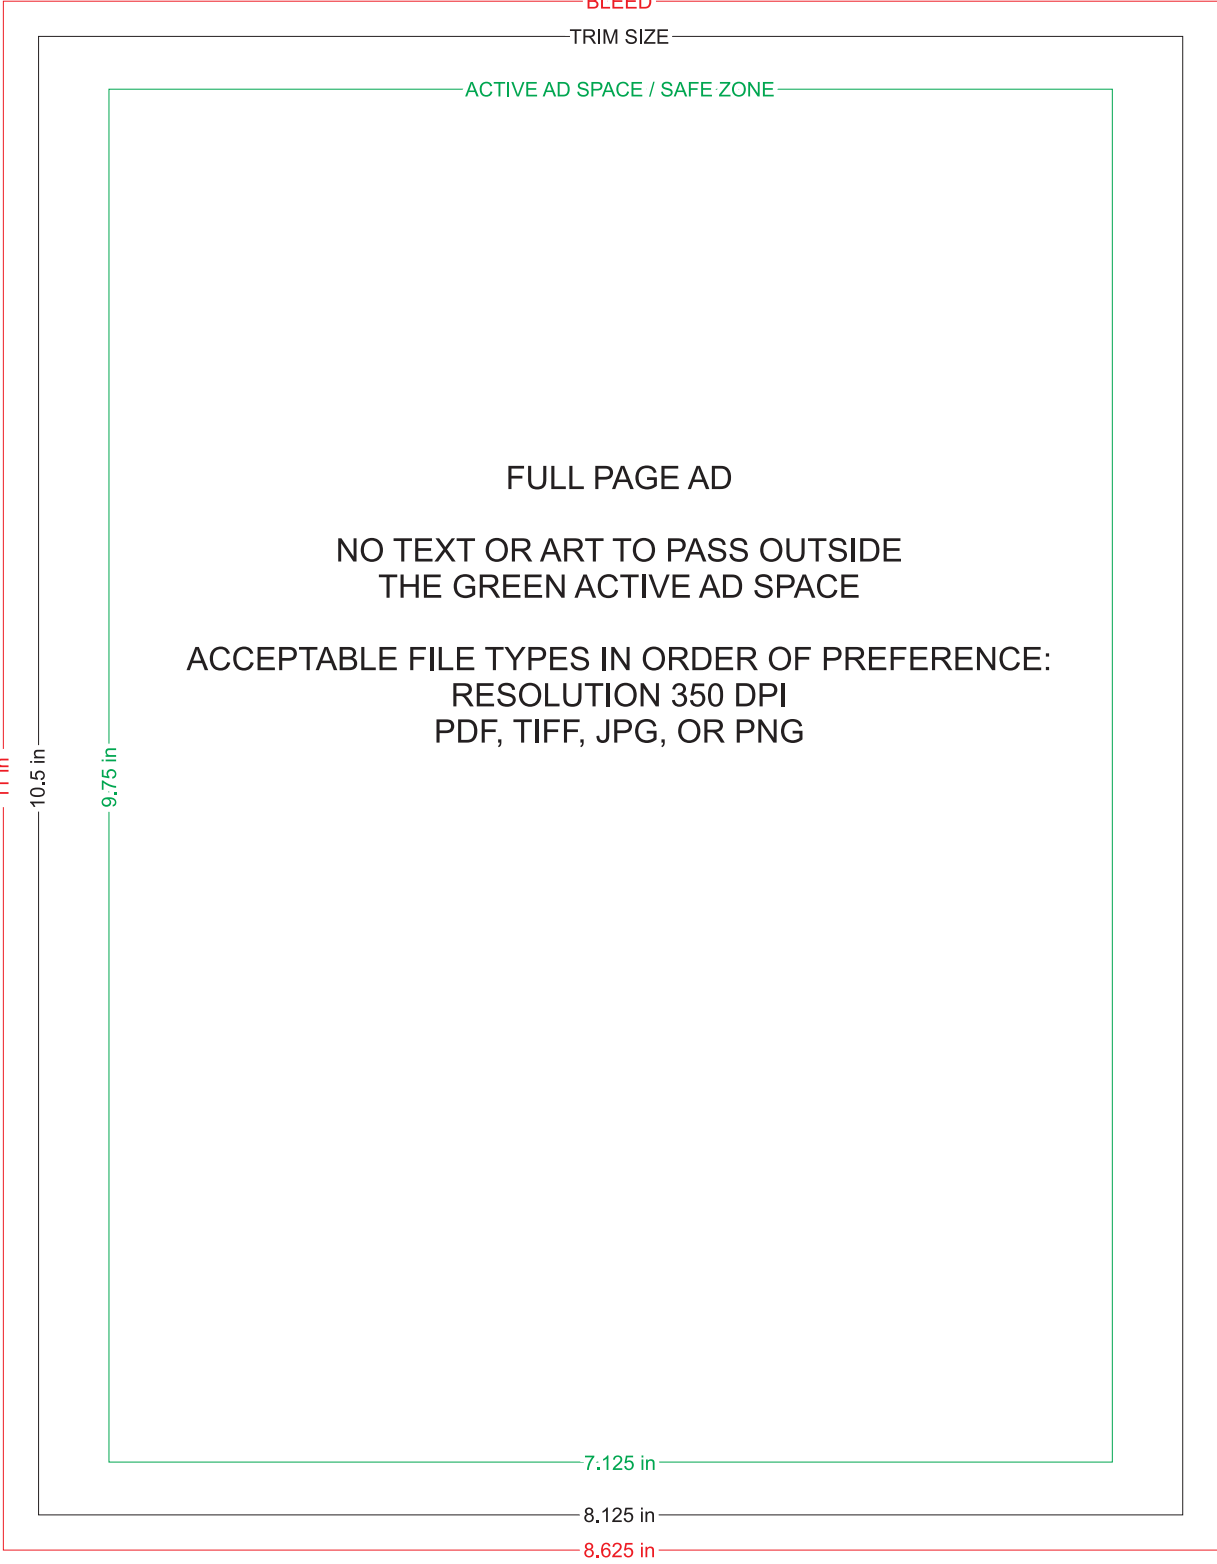 BLEED
TRIM SIZE
ACTIVE AD SPACE / SAFE ZONE
FULL PAGE AD
NO TEXT OR ART TO PASS OUTSIDE
THE GREEN ACTIVE AD SPACE
ACCEPTABLE FILE TYPES IN ORDER OF PREFERENCE:
RESOLUTION 350 DPI
PDF, TIFF, JPG, OR PNG
11 in
10.5 in
9.75 in
7.125 in
8.125 in
8.625 in